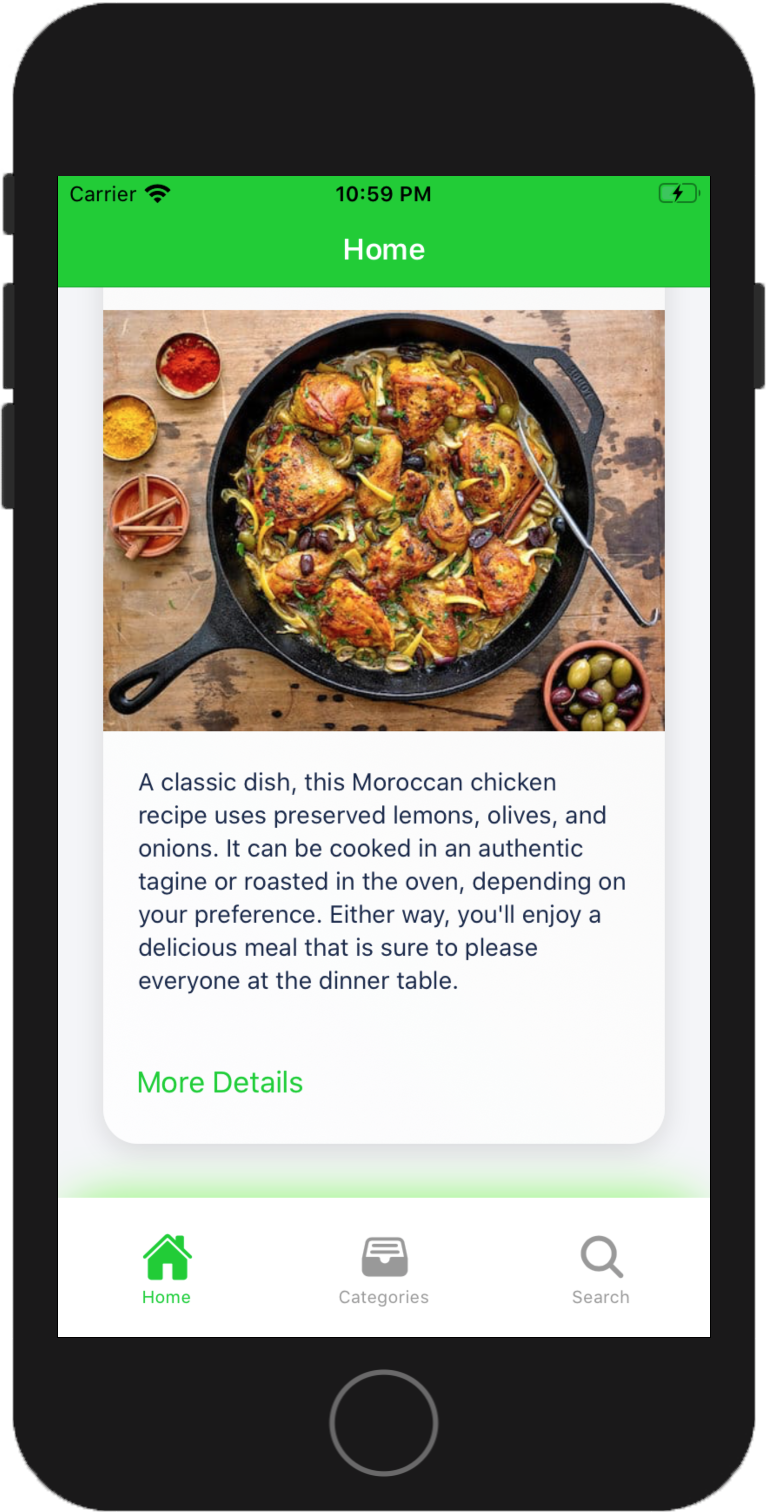 Carrier 10:59 PM
Home
A classic dish, this Moroccan chicken
recipe uses preserved lemons, olives, and
onions. It can be cooked in an authentic
tagine or roasted in the oven, depending on
your preference. Either way, you'll enjoy a
delicious meal that is sure to please
everyone at the dinner table.
More Details
Home Categories Search